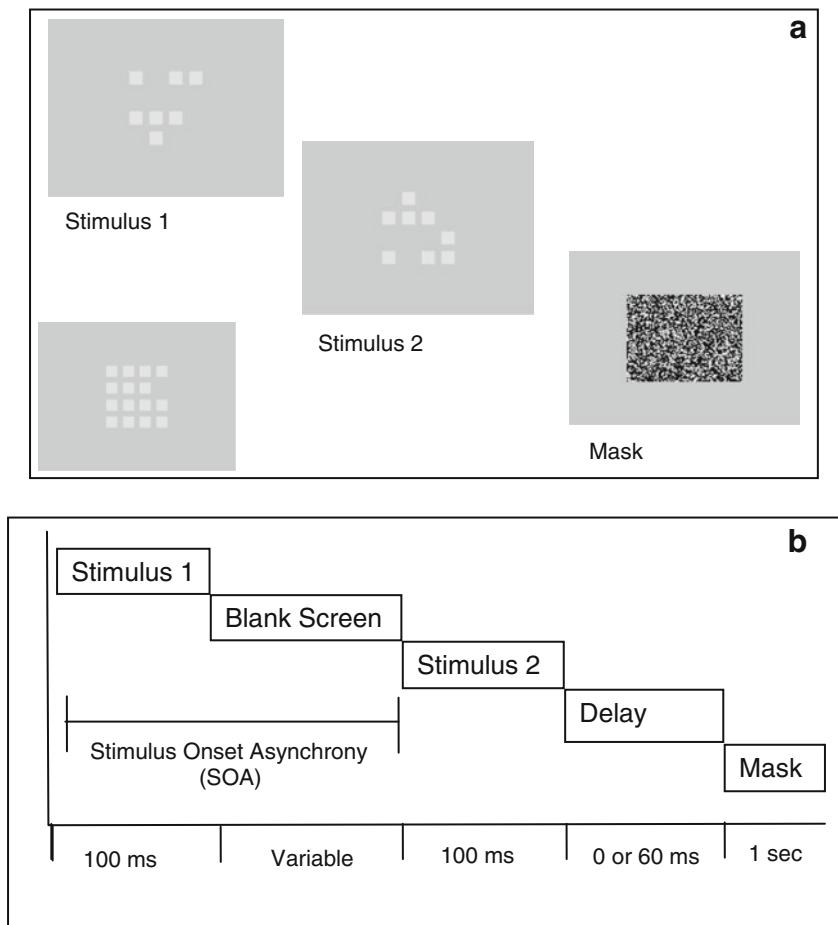 a
Stimulus 1
Stimulus 2
Mask
b
Stimulus 1
Blank Screen
Stimulus 2
Delay
Mask
Stimulus Onset Asynchrony
(SOA)
100 ms
Variable
100 ms
0 or 60 ms
1 sec